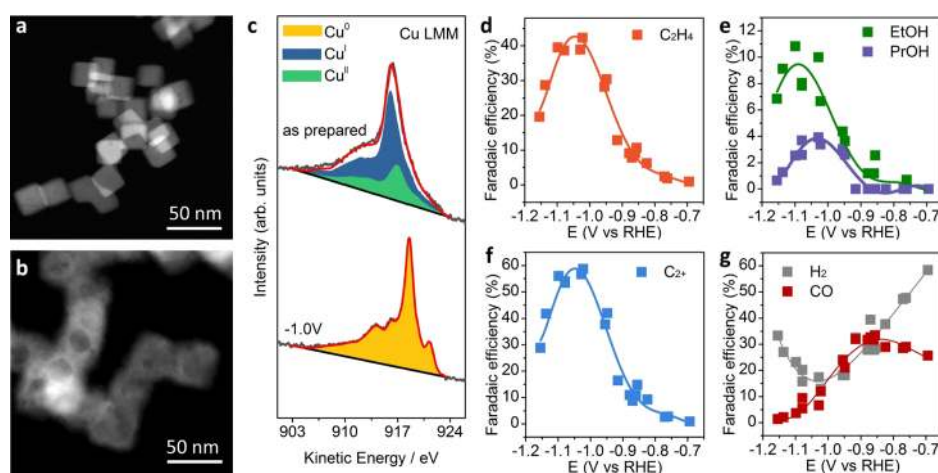 a
50 nm
b
50 nm
c
Cu LMM
Cu⁰
Cuᴵ
Cuᴵᴵ
as prepared
-1.0V
Intensity (arb. units)
903 910 917 924
Kinetic Energy / eV
d
C₂H₄
Faradaic efficiency (%)
40
30
20
10
0
-1.2 -1.1 -1.0 -0.9 -0.8 -0.7
E (V vs RHE)
e
EtOH
PrOH
Faradaic efficiency (%)
12
10
8
6
4
2
0
-1.2 -1.1 -1.0 -0.9 -0.8 -0.7
E (V vs RHE)
f
C₂₊
Faradaic efficiency (%)
60
50
40
30
20
10
0
-1.2 -1.1 -1.0 -0.9 -0.8 -0.7
E (V vs RHE)
g
H₂
CO
Faradaic efficiency (%)
60
50
40
30
20
10
0
-1.2 -1.1 -1.0 -0.9 -0.8 -0.7
E (V vs RHE)